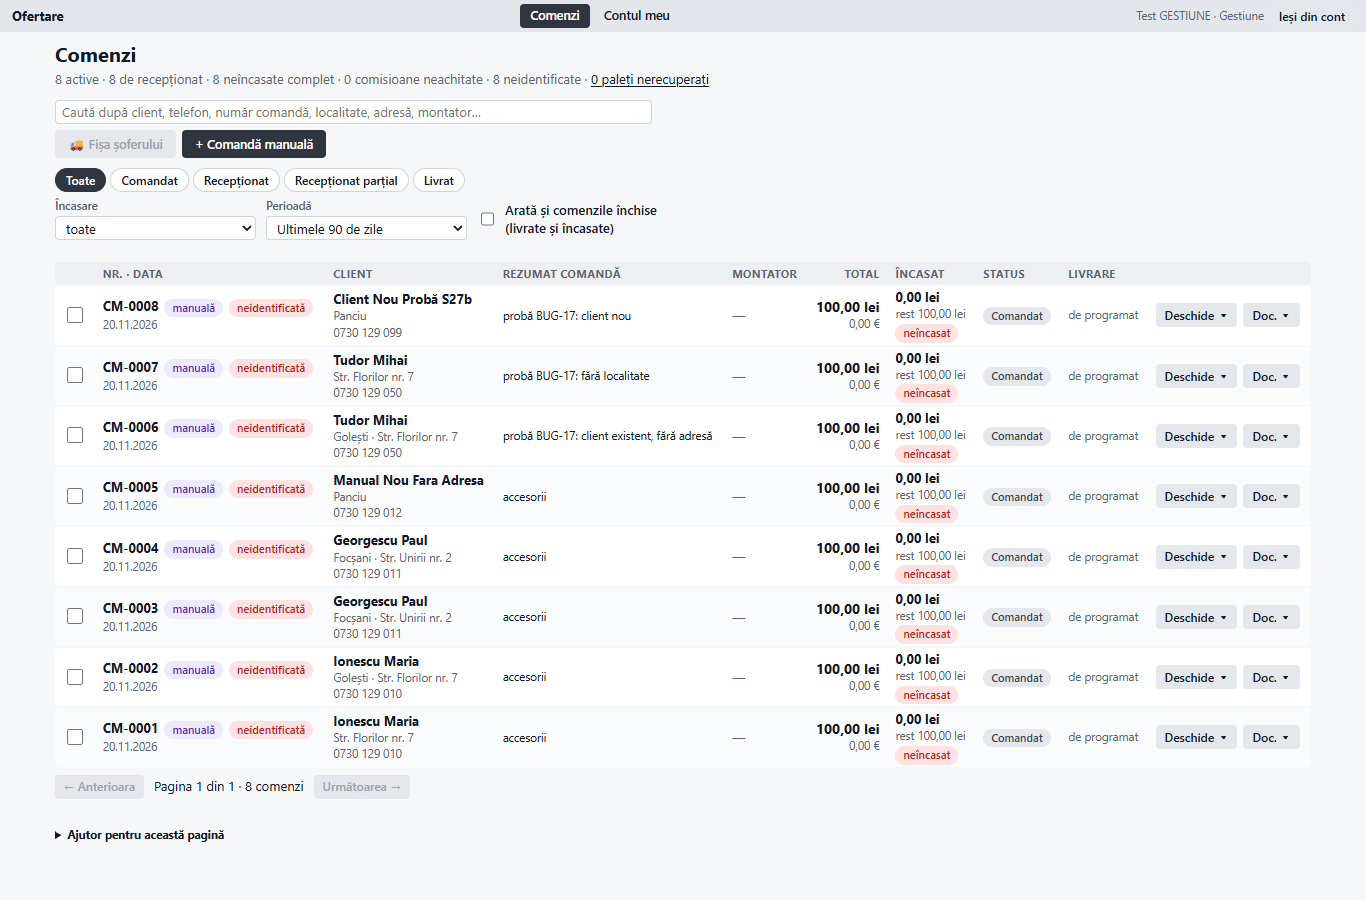 Ofertare
Comenzi
Contul meu
Test GESTIUNE · Gestiune
Ieși din cont
Comenzi
8 active · 8 de recepționat · 8 neîncasate complet · 0 comisioane neachitate · 8 neidentificate · 0 paleți nerecuperați
Caută după client, telefon, număr comandă, localitate, adresă, montator...
🚚 Fișa șoferului
+ Comandă manuală
Toate
Comandat
Recepționat
Recepționat parțial
Livrat
Încasare
Perioadă
toate
Ultimele 90 de zile
Arată și comenzile închise
(livrate și încasate)
NR. · DATA CLIENT REZUMAT COMANDĂ MONTATOR TOTAL ÎNCASAT STATUS LIVRARE
CM-0008 manuală neidentificată
20.11.2026
Client Nou Probă S27b
Panciu
0730 129 099
probă BUG-17: client nou
—
100,00 lei
0,00 €
0,00 lei
rest 100,00 lei
neîncasat
Comandat
de programat
Deschide ▾
Doc. ▾
CM-0007 manuală neidentificată
20.11.2026
Tudor Mihai
Str. Florilor nr. 7
0730 129 050
probă BUG-17: fără localitate
—
100,00 lei
0,00 €
0,00 lei
rest 100,00 lei
neîncasat
Comandat
de programat
Deschide ▾
Doc. ▾
CM-0006 manuală neidentificată
20.11.2026
Tudor Mihai
Golești · Str. Florilor nr. 7
0730 129 050
probă BUG-17: client existent, fără adresă
—
100,00 lei
0,00 €
0,00 lei
rest 100,00 lei
neîncasat
Comandat
de programat
Deschide ▾
Doc. ▾
CM-0005 manuală neidentificată
20.11.2026
Manual Nou Fara Adresa
Panciu
0730 129 012
accesorii
—
100,00 lei
0,00 €
0,00 lei
rest 100,00 lei
neîncasat
Comandat
de programat
Deschide ▾
Doc. ▾
CM-0004 manuală neidentificată
20.11.2026
Georgescu Paul
Focșani · Str. Unirii nr. 2
0730 129 011
accesorii
—
100,00 lei
0,00 €
0,00 lei
rest 100,00 lei
neîncasat
Comandat
de programat
Deschide ▾
Doc. ▾
CM-0003 manuală neidentificată
20.11.2026
Georgescu Paul
Focșani · Str. Unirii nr. 2
0730 129 011
accesorii
—
100,00 lei
0,00 €
0,00 lei
rest 100,00 lei
neîncasat
Comandat
de programat
Deschide ▾
Doc. ▾
CM-0002 manuală neidentificată
20.11.2026
Ionescu Maria
Golești · Str. Florilor nr. 7
0730 129 010
accesorii
—
100,00 lei
0,00 €
0,00 lei
rest 100,00 lei
neîncasat
Comandat
de programat
Deschide ▾
Doc. ▾
CM-0001 manuală neidentificată
20.11.2026
Ionescu Maria
Str. Florilor nr. 7
0730 129 010
accesorii
—
100,00 lei
0,00 €
0,00 lei
rest 100,00 lei
neîncasat
Comandat
de programat
Deschide ▾
Doc. ▾
← Anterioara
Pagina 1 din 1 · 8 comenzi
Următoarea →
▸ Ajutor pentru această pagină